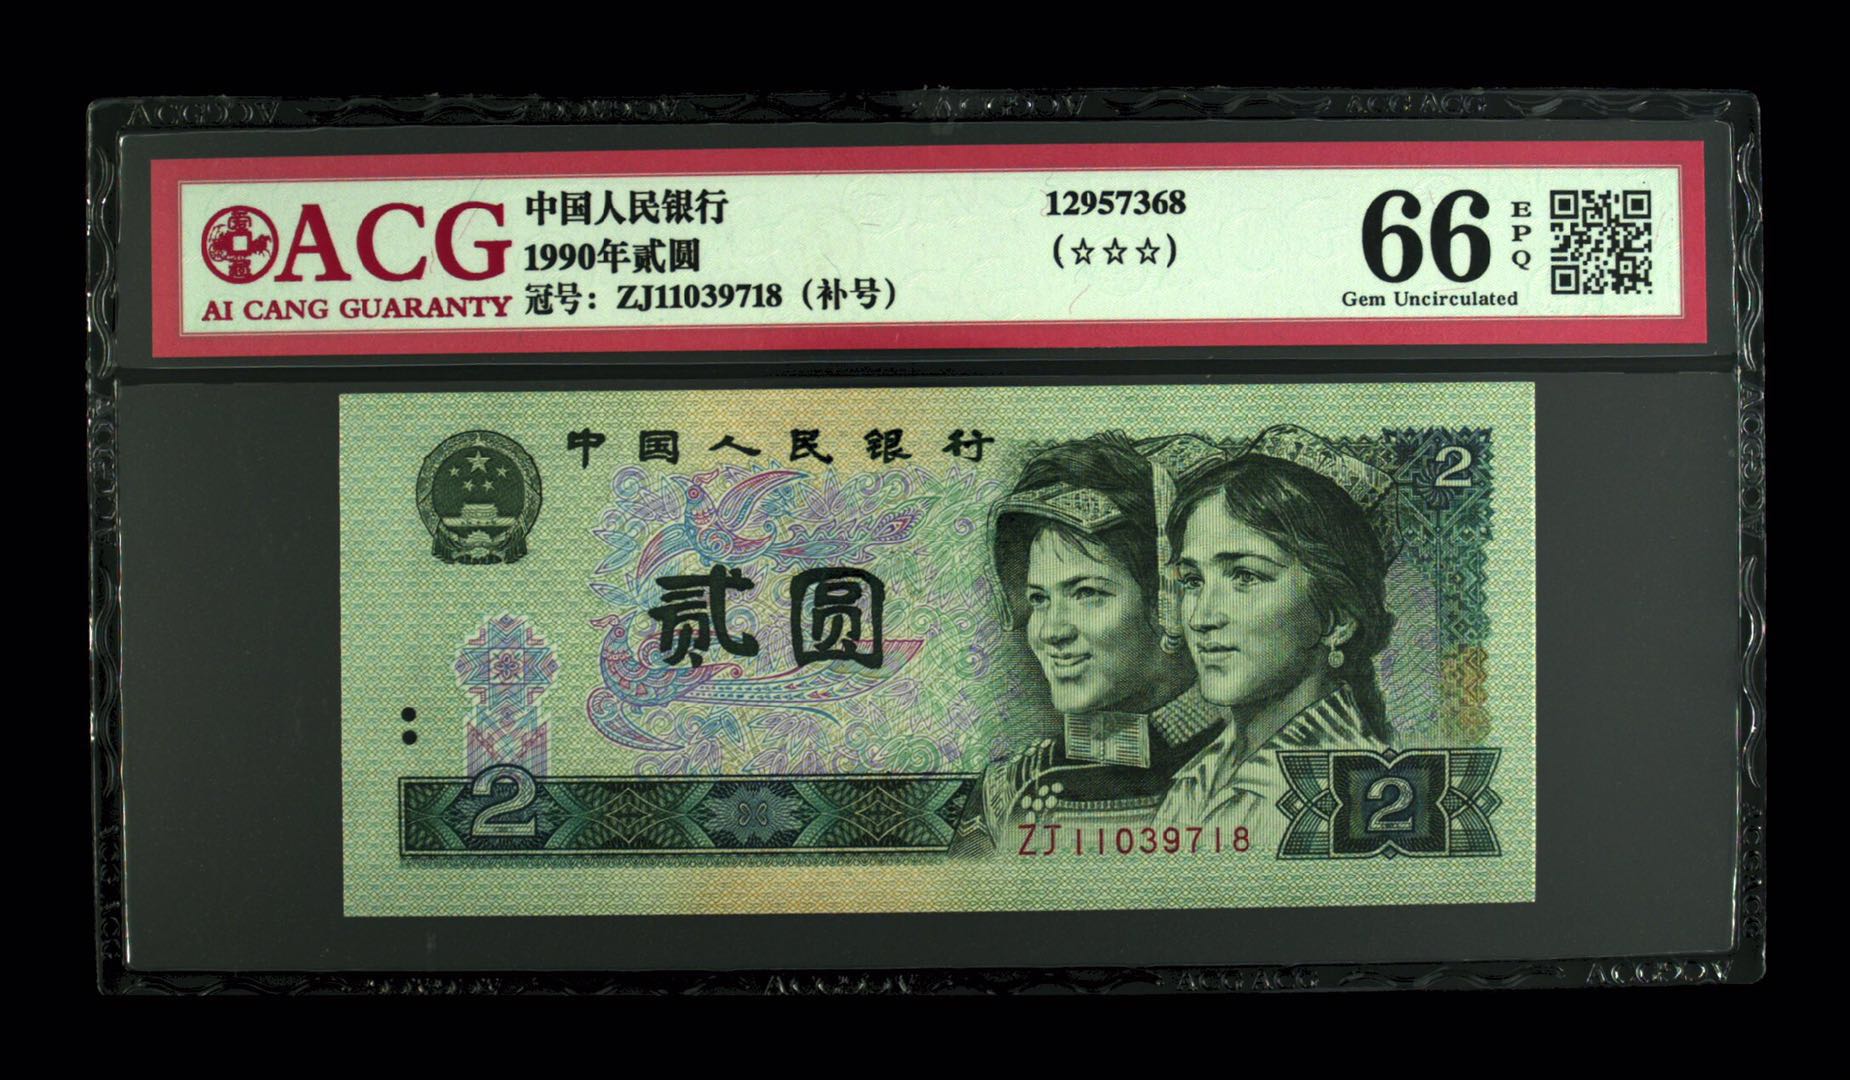 ACG
AI CANG GUARANTY
中国人民银行
1990年贰圆
冠号：ZJ11039718（补号）
12957368
(☆☆☆)
66
EPQ
Gem Uncirculated
中国人民银行
2
贰圆
2
2
ZJ11039718